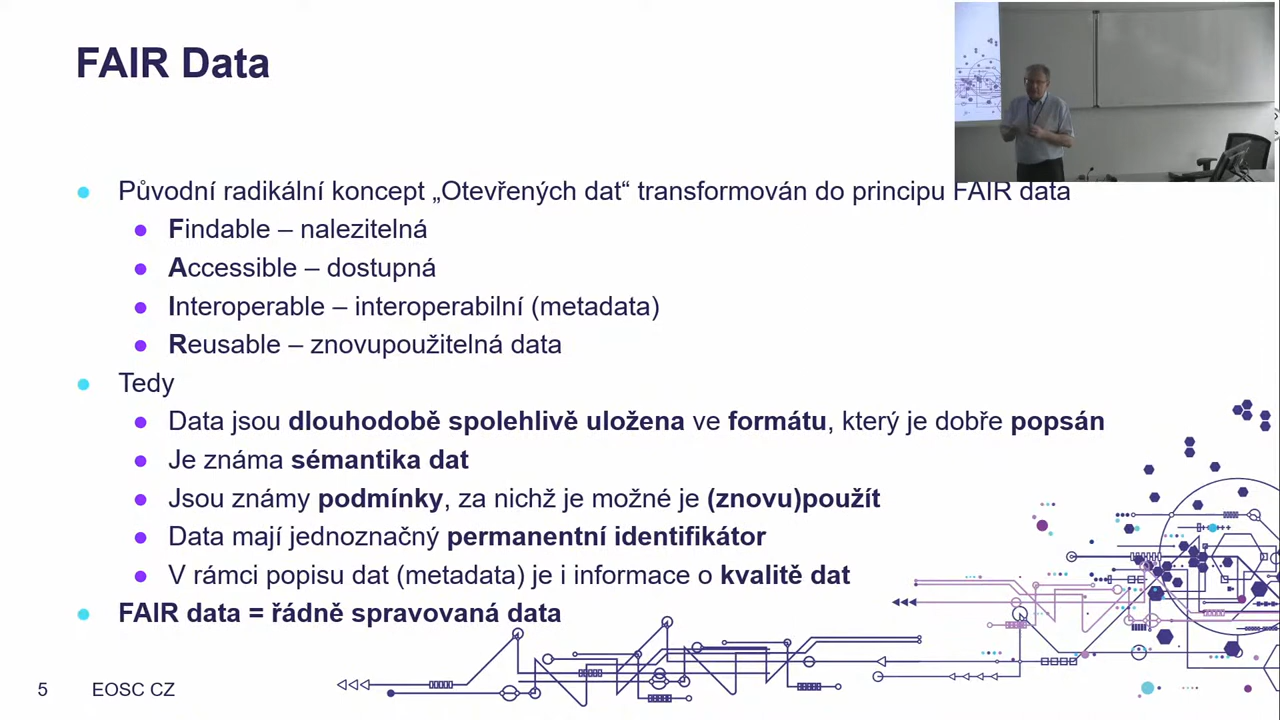 FAIR Data
Původní radikální koncept „Otevřených dat“ transformován do principu FAIR data
Findable – nalezitelná
Accessible – dostupná
Interoperable – interoperabilní (metadata)
Reusable – znovupoužitelná data
Tedy
Data jsou dlouhodobě spolehlivě uložena ve formátu, který je dobře popsán
Je známa sémantika dat
Jsou známy podmínky, za nichž je možné je (znovu)použít
Data mají jednoznačný permanentní identifikátor
V rámci popisu dat (metadata) je i informace o kvalitě dat
FAIR data = řádně spravovaná data
5 EOSC CZ